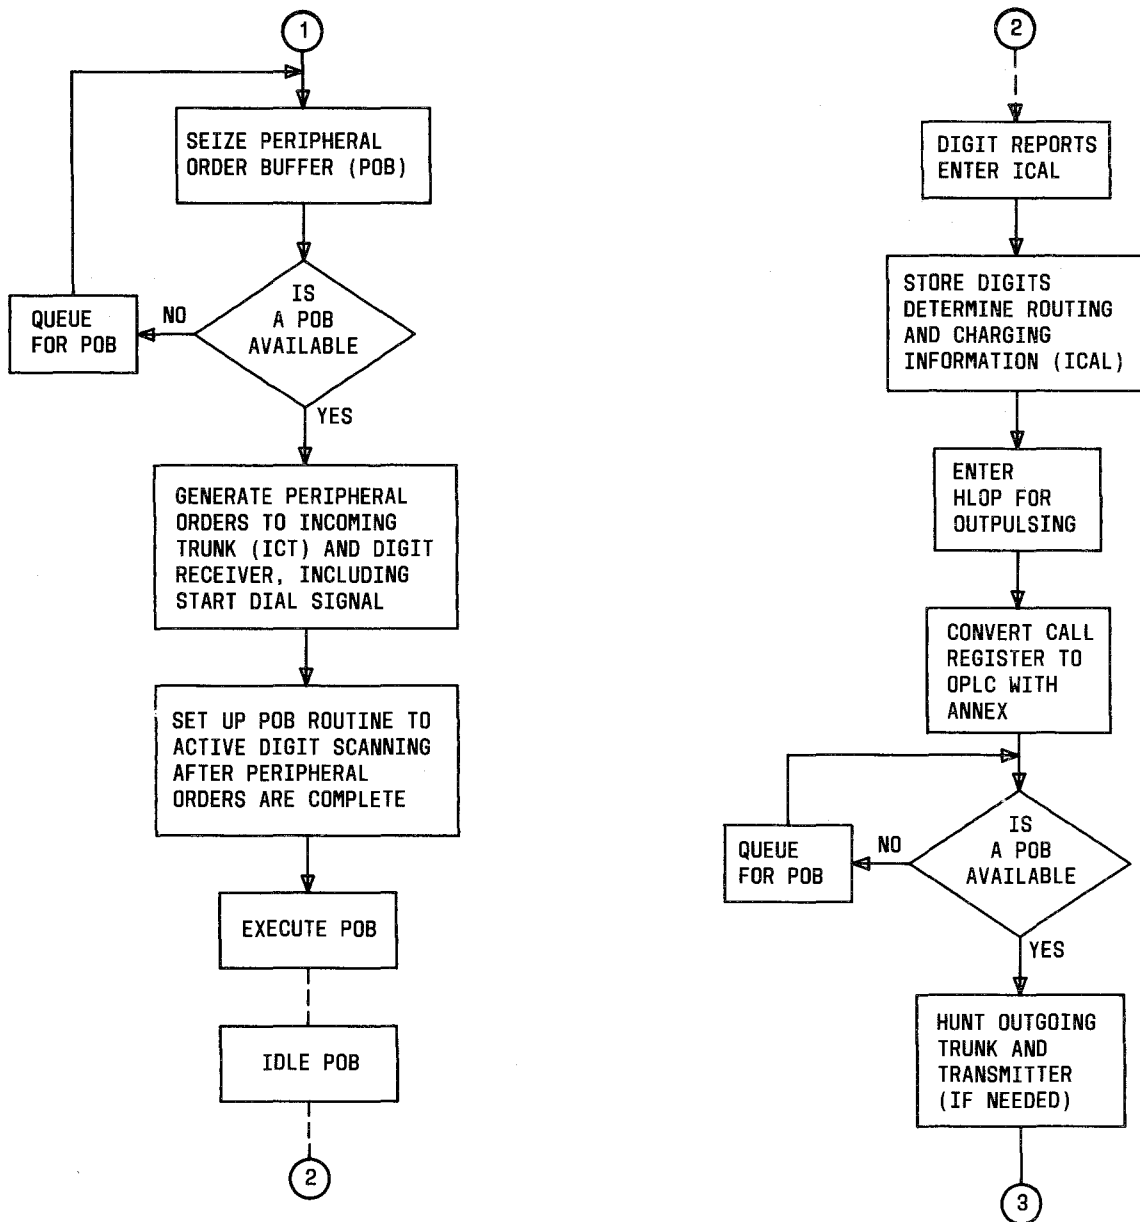 1
SEIZE PERIPHERAL
ORDER BUFFER (POB)
IS
A POB
AVAILABLE
NO
QUEUE
FOR POB
YES
GENERATE PERIPHERAL
ORDERS TO INCOMING
TRUNK (ICT) AND DIGIT
RECEIVER, INCLUDING
START DIAL SIGNAL
SET UP POB ROUTINE TO
ACTIVE DIGIT SCANNING
AFTER PERIPHERAL
ORDERS ARE COMPLETE
EXECUTE POB
IDLE POB
2
2
DIGIT REPORTS
ENTER ICAL
STORE DIGITS
DETERMINE ROUTING
AND CHARGING
INFORMATION (ICAL)
ENTER
HLOP FOR
OUTPULSING
CONVERT CALL
REGISTER TO
OPLC WITH
ANNEX
IS
A POB
AVAILABLE
NO
QUEUE
FOR POB
YES
HUNT OUTGOING
TRUNK AND
TRANSMITTER
(IF NEEDED)
3